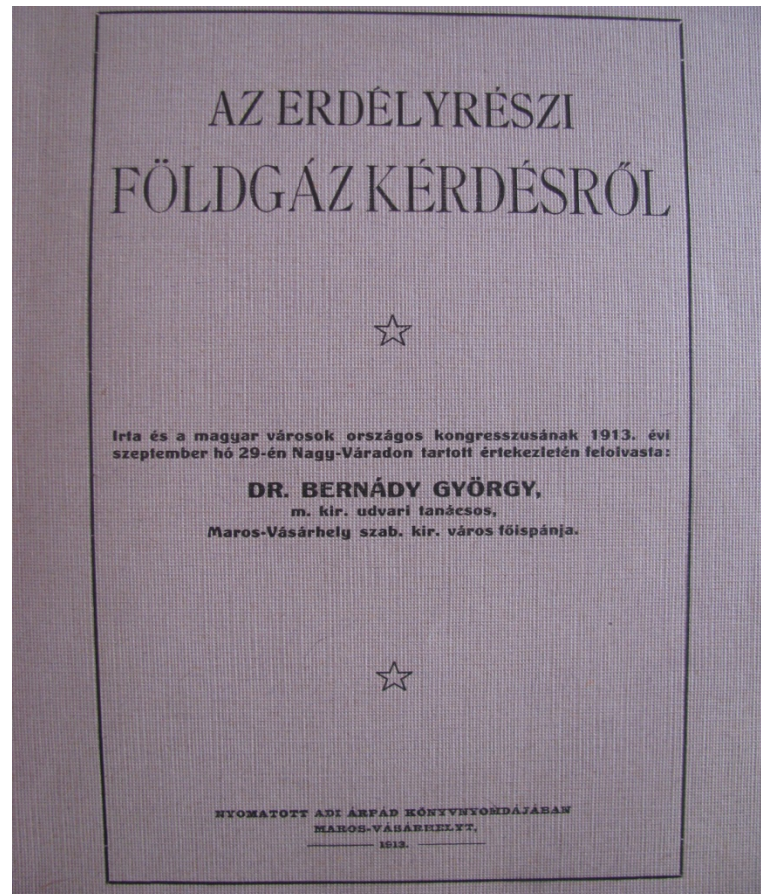 AZ ERDÉLYRÉSZI
FÖLDGÁZ KÉRDÉSRŐL
Irta és a magyar városok országos kongresszusának 1913. évi
szeptember hó 29-én Nagy-Váradon tartott értekezletén felolvasta:
DR. BERNÁDY GYÖRGY,
m. kir. udvari tanácsos,
Maros-Vásárhely szab. kir. város főispánja.
NYOMATOTT ADI ÁRPÁD KÖNYVNYOMDÁJÁBAN
MAROS-VÁSÁRHELYT,
1913.